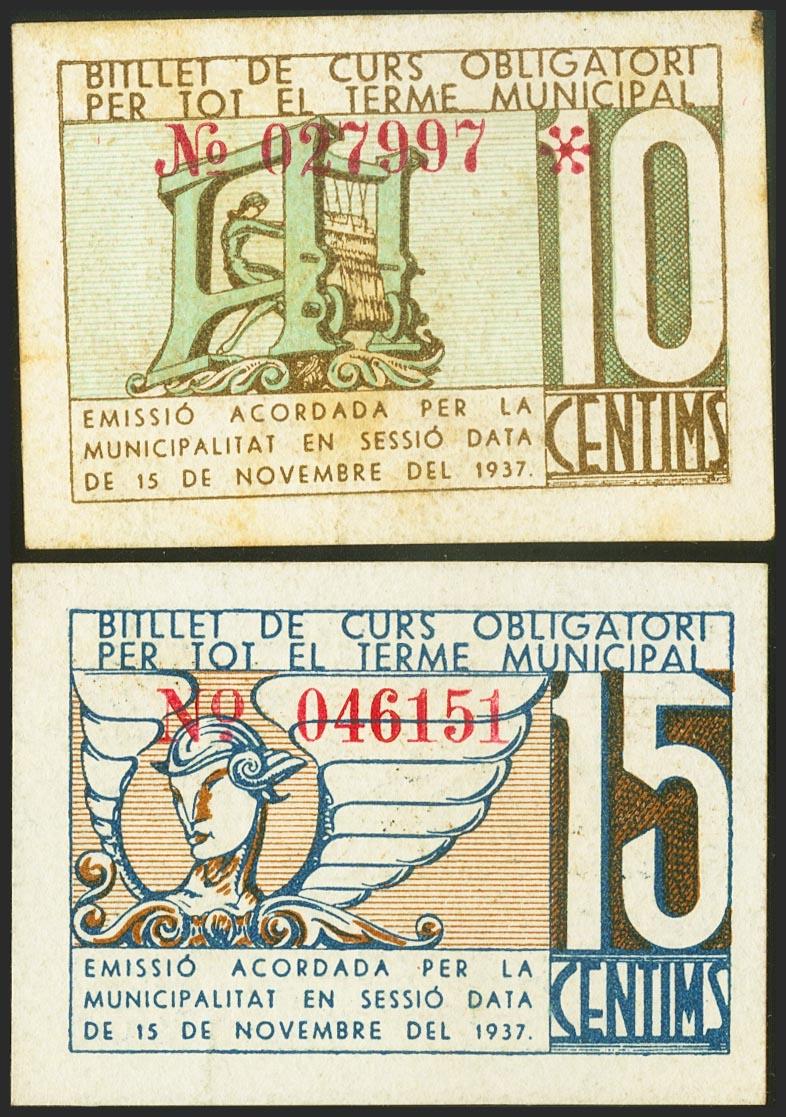 BITLLET DE CURS OBLIGATORI
PER TOT EL TERME MUNICIPAL
No 027997 *
10
CENTIMS
EMISSIÓ ACORDADA PER LA
MUNICIPALITAT EN SESSIÓ DATA
DE 15 DE NOVEMBRE DEL 1937.
BITLLET DE CURS OBLIGATORI
PER TOT EL TERME MUNICIPAL
No 046151
15
CENTIMS
EMISSIÓ ACORDADA PER LA
MUNICIPALITAT EN SESSIÓ DATA
DE 15 DE NOVEMBRE DEL 1937.